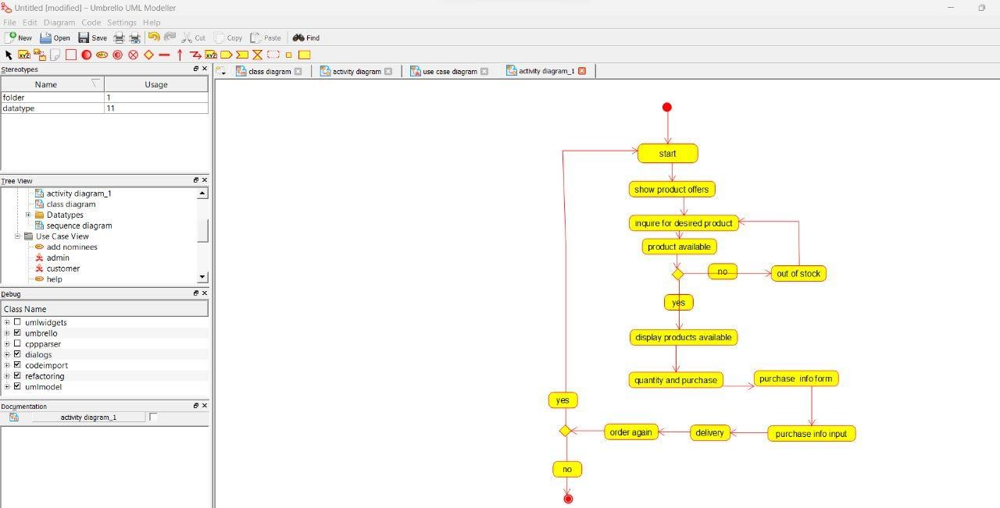 Untitled [modified] – Umbrello UML Modeller
File Edit Diagram Code Settings Help
New Open Save Cut Copy Paste Find
Stereotypes
class diagram activity diagram use case diagram activity diagram_1
Name Usage
folder 1
datatype 11
Tree View
activity diagram_1
class diagram
Datatypes
sequence diagram
Use Case View
add nominees
admin
customer
help
Debug
Class Name
umlwidgets
umbrello
cppparser
dialogs
codeimport
refactoring
umlmodel
Documentation
activity diagram_1
start
show product offers
inquire for desired product
product available
no
out of stock
yes
display products available
quantity and purchase
purchase info form
purchase info input
delivery
order again
yes
no